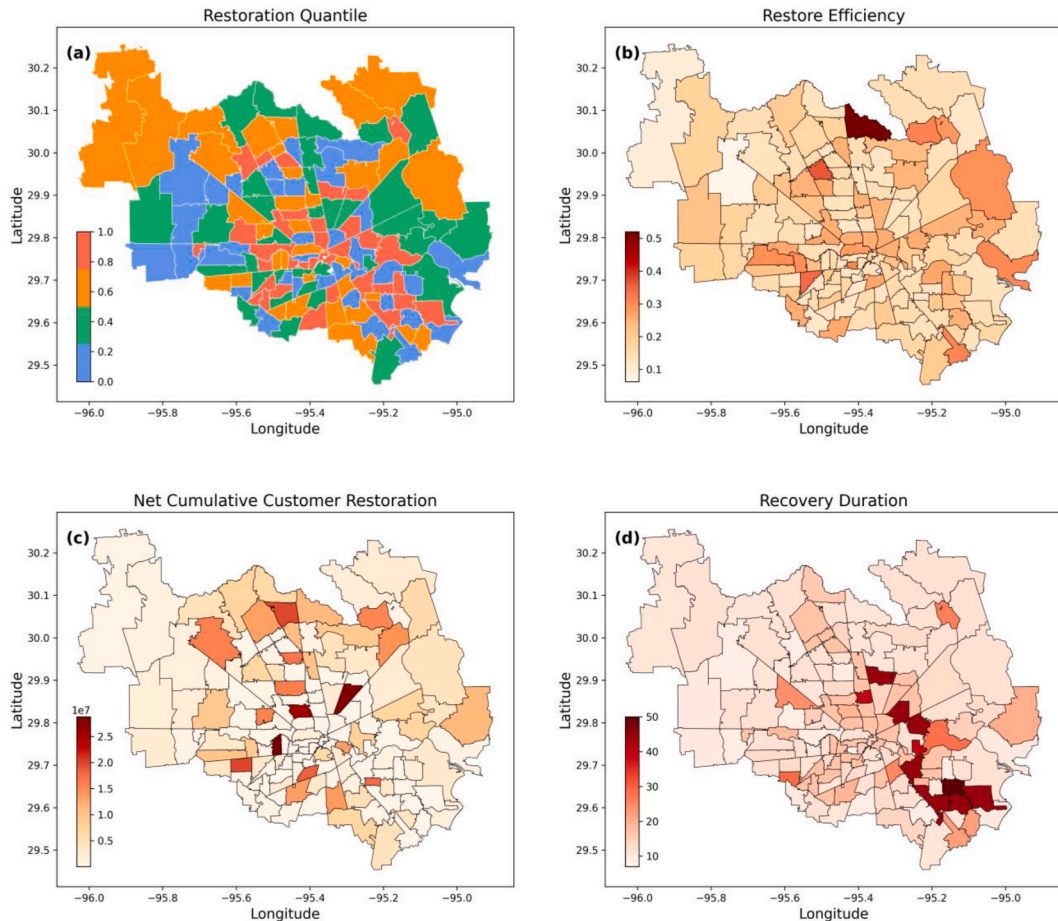 Restoration Quantile
(a)
30.2
30.1
30.0
29.9
29.8
29.7
29.6
29.5
Latitude
1.0
0.8
0.6
0.4
0.2
0.0
−96.0 −95.8 −95.6 −95.4 −95.2 −95.0
Longitude
Restore Efficiency
(b)
30.2
30.1
30.0
29.9
29.8
29.7
29.6
29.5
Latitude
0.5
0.4
0.3
0.2
0.1
−96.0 −95.8 −95.6 −95.4 −95.2 −95.0
Longitude
Net Cumulative Customer Restoration
(c)
30.2
30.1
30.0
29.9
29.8
29.7
29.6
29.5
Latitude
1e7
2.5
2.0
1.5
1.0
0.5
−96.0 −95.8 −95.6 −95.4 −95.2 −95.0
Longitude
Recovery Duration
(d)
30.2
30.1
30.0
29.9
29.8
29.7
29.6
29.5
Latitude
50
40
30
20
10
−96.0 −95.8 −95.6 −95.4 −95.2 −95.0
Longitude